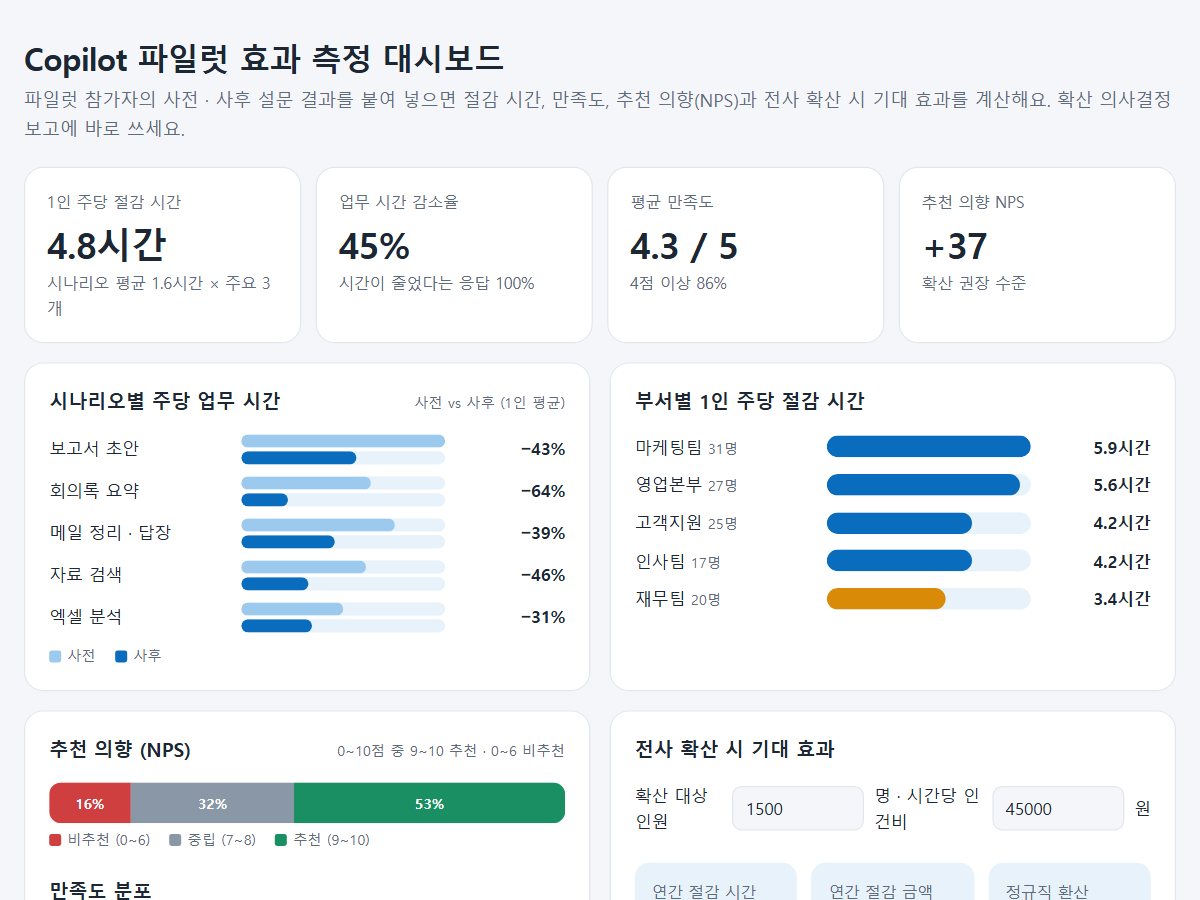 Copilot 파일럿 효과 측정 대시보드
파일럿 참가자의 사전 · 사후 설문 결과를 붙여 넣으면 절감 시간, 만족도, 추천 의향(NPS)과 전사 확산 시 기대 효과를 계산해요. 확산 의사결정
보고에 바로 쓰세요.
1인 주당 절감 시간
4.8시간
시나리오 평균 1.6시간 × 주요 3
개
업무 시간 감소율
45%
시간이 줄었다는 응답 100%
평균 만족도
4.3 / 5
4점 이상 86%
추천 의향 NPS
+37
확산 권장 수준
시나리오별 주당 업무 시간
사전 vs 사후 (1인 평균)
보고서 초안 −43%
회의록 요약 −64%
메일 정리 · 답장 −39%
자료 검색 −46%
엑셀 분석 −31%
사전 사후
부서별 1인 주당 절감 시간
마케팅팀 31명 5.9시간
영업본부 27명 5.6시간
고객지원 25명 4.2시간
인사팀 17명 4.2시간
재무팀 20명 3.4시간
추천 의향 (NPS)
0~10점 중 9~10 추천 · 0~6 비추천
16% 32% 53%
비추천 (0~6) 중립 (7~8) 추천 (9~10)
만족도 분포
전사 확산 시 기대 효과
확산 대상
인원
1500
명 · 시간당 인
건비
45000
원
연간 절감 시간
연간 절감 금액
정규직 환산